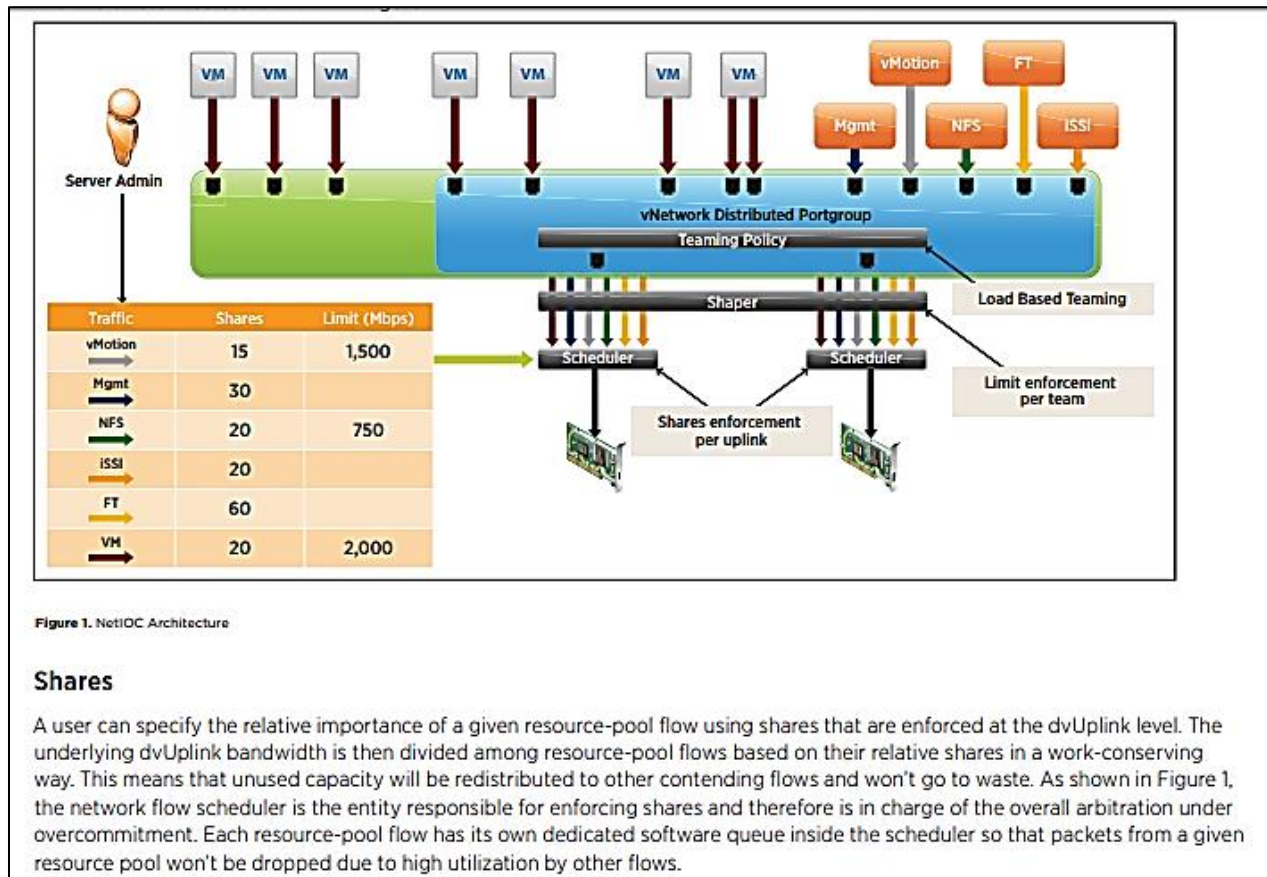 VM VM VM VM VM VM VM vMotion FT
Mgmt NFS iSSI
Server Admin
vNetwork Distributed Portgroup
Teaming Policy
Load Based Teaming
Shaper
Traffic Shares Limit (Mbps)
vMotion 15 1,500
Scheduler Scheduler
Mgmt 30
Limit enforcement
per team
NFS 20 750
Shares enforcement
per uplink
iSSI 20
FT 60
VM 20 2,000
Figure 1. NetIOC Architecture
Shares
A user can specify the relative importance of a given resource-pool flow using shares that are enforced at the dvUplink level. The
underlying dvUplink bandwidth is then divided among resource-pool flows based on their relative shares in a work-conserving
way. This means that unused capacity will be redistributed to other contending flows and won't go to waste. As shown in Figure 1,
the network flow scheduler is the entity responsible for enforcing shares and therefore is in charge of the overall arbitration under
overcommitment. Each resource-pool flow has its own dedicated software queue inside the scheduler so that packets from a given
resource pool won't be dropped due to high utilization by other flows.